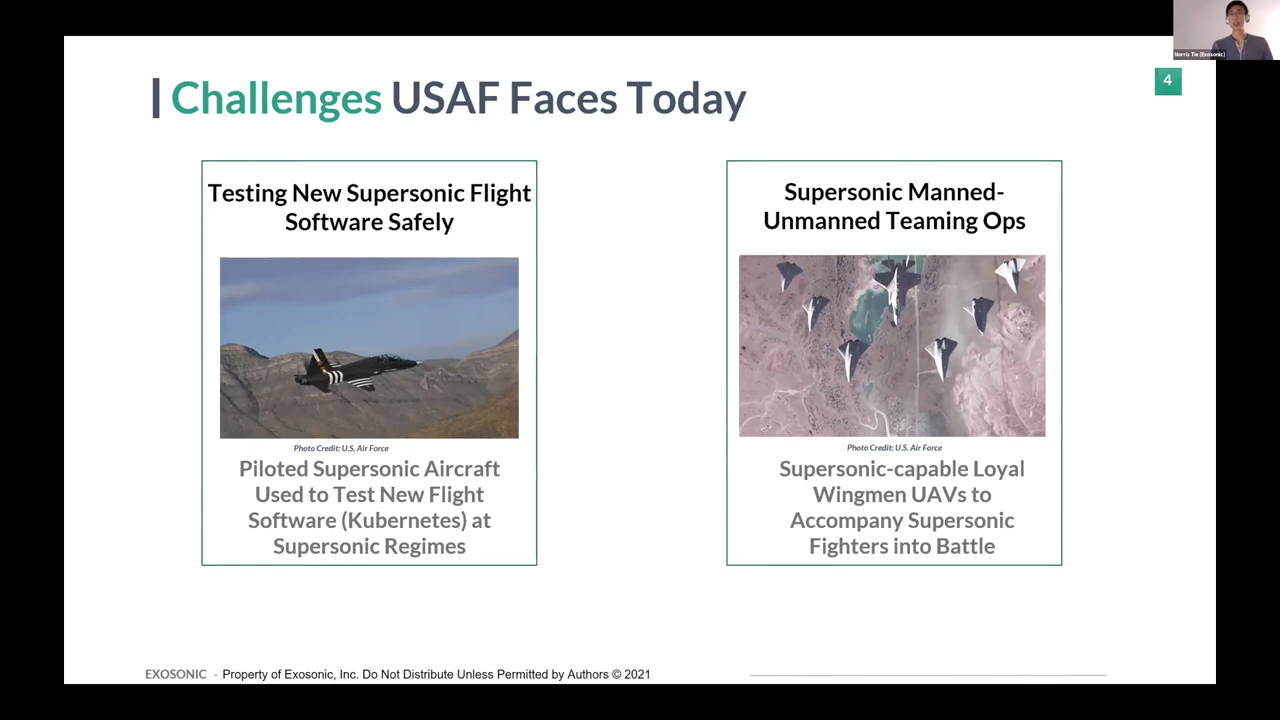 Norris Tie (Exosonic)
4
Challenges USAF Faces Today
Testing New Supersonic Flight
Software Safely
Photo Credit: U.S. Air Force
Piloted Supersonic Aircraft
Used to Test New Flight
Software (Kubernetes) at
Supersonic Regimes
Supersonic Manned-
Unmanned Teaming Ops
Photo Credit: U.S. Air Force
Supersonic-capable Loyal
Wingmen UAVs to
Accompany Supersonic
Fighters into Battle
EXOSONIC - Property of Exosonic, Inc. Do Not Distribute Unless Permitted by Authors © 2021